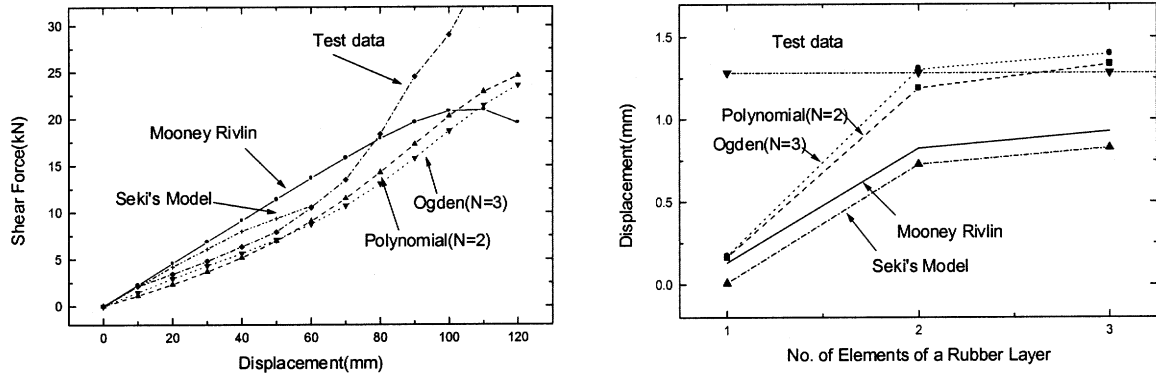 30
25
20
15
10
5
0
Shear Force(kN)
Test data
Mooney Rivlin
Seki's Model
Ogden(N=3)
Polynomial(N=2)
0 20 40 60 80 100 120
Displacement(mm)
1.5
1.0
0.5
0.0
Displacement(mm)
Test data
Polynomial(N=2)
Ogden(N=3)
Mooney Rivlin
Seki's Model
1 2 3
No. of Elements of a Rubber Layer